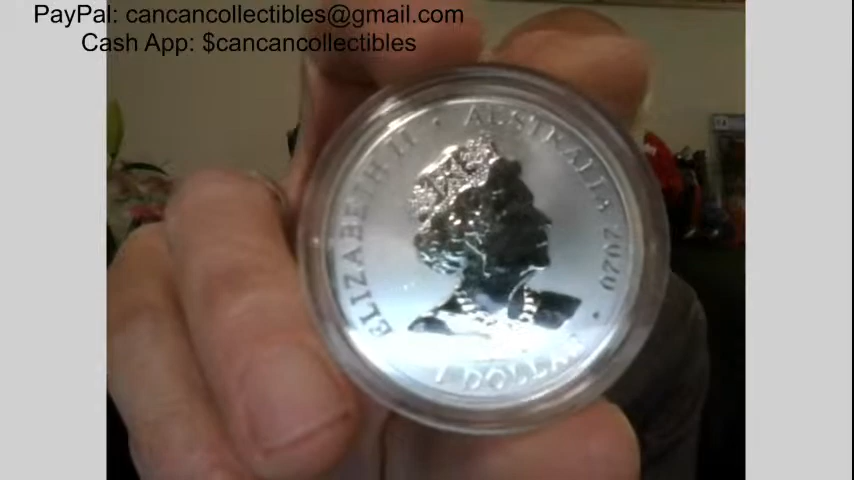 PayPal: cancancollectibles@gmail.com
Cash App: $cancancollectibles
ELIZABETH II • AUSTRALIA 2020 •
1 DOLLAR